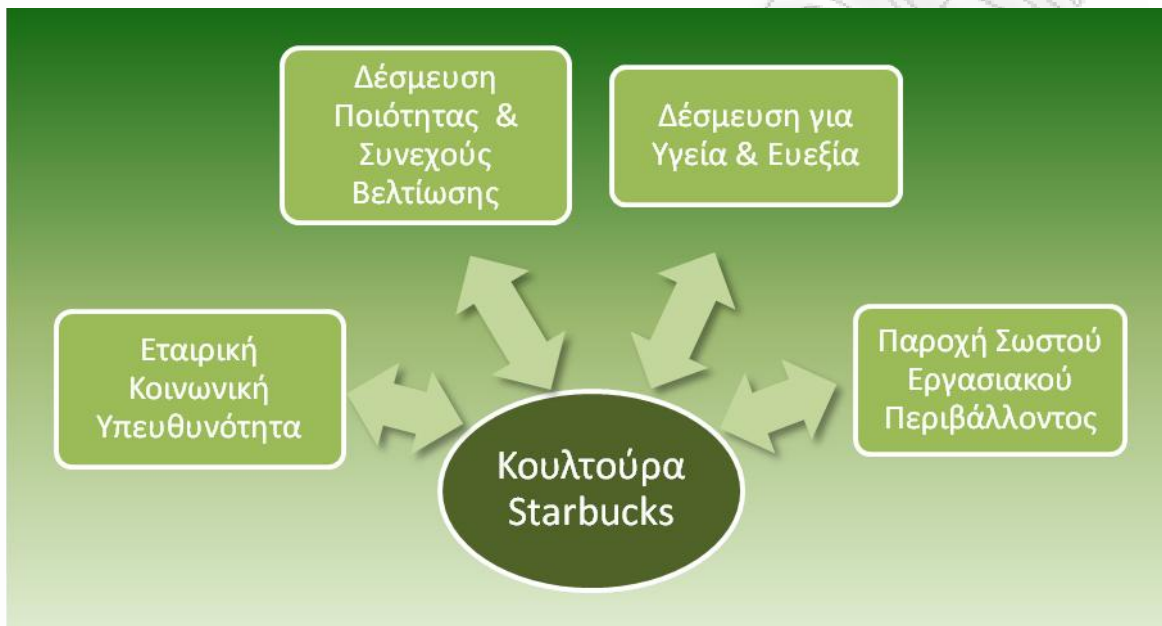 Δέσμευση
Ποιότητας &
Συνεχούς
Βελτίωσης
Δέσμευση για
Υγεία & Ευεξία
Εταιρική
Κοινωνική
Υπευθυνότητα
Παροχή Σωστού
Εργασιακού
Περιβάλλοντος
Κουλτούρα
Starbucks